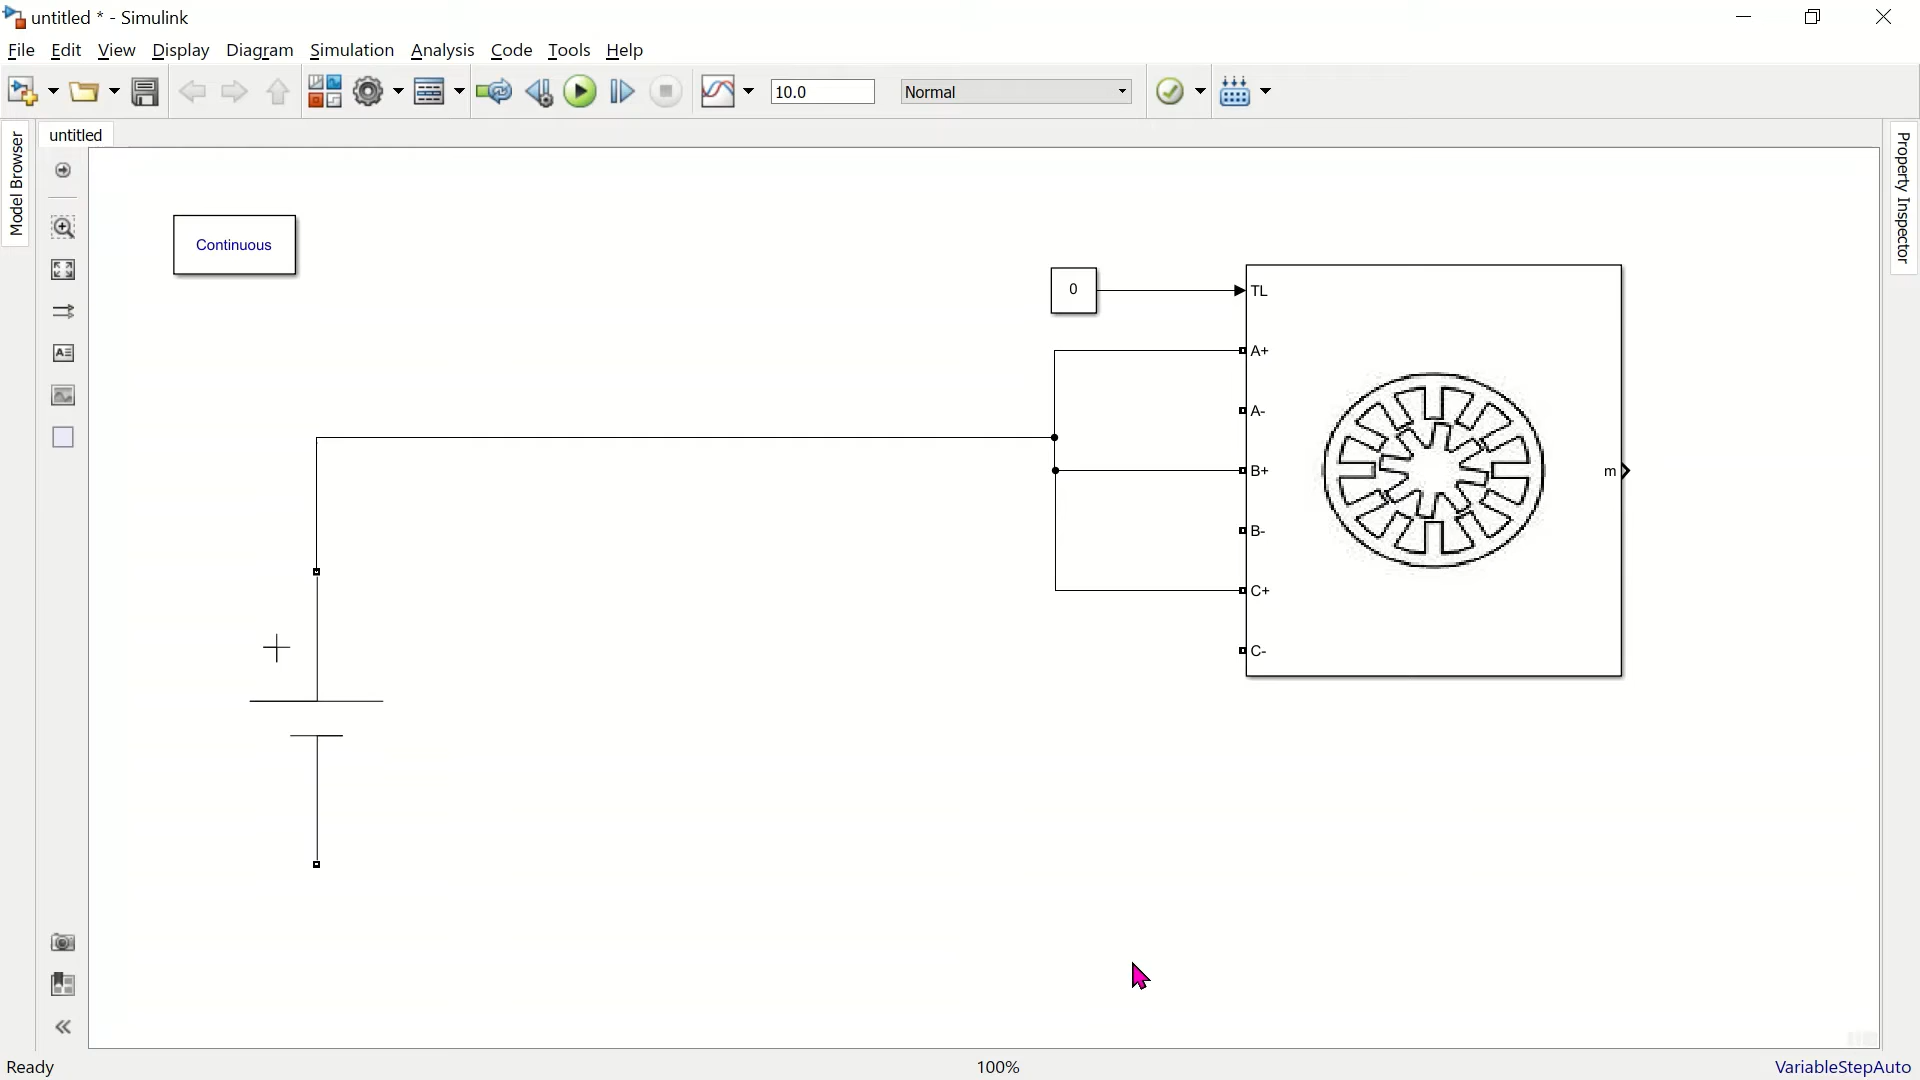 untitled * - Simulink
File Edit View Display Diagram Simulation Analysis Code Tools Help
10.0 Normal
Model Browser
untitled
Property Inspector
Continuous
0
TL
A+
A-
B+
m
B-
C+
C-
Ready
100%
VariableStepAuto